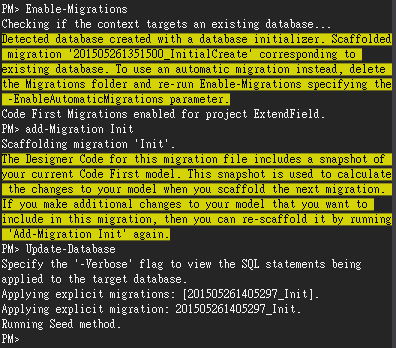 PM> Enable-Migrations
Checking if the context targets an existing database...
Detected database created with a database initializer. Scaffolded
migration '201505261351500_InitialCreate' corresponding to
existing database. To use an automatic migration instead, delete
the Migrations folder and re-run Enable-Migrations specifying the
-EnableAutomaticMigrations parameter.
Code First Migrations enabled for project ExtendField.
PM> add-Migration Init
Scaffolding migration 'Init'.
The Designer Code for this migration file includes a snapshot of
your current Code First model. This snapshot is used to calculate
the changes to your model when you scaffold the next migration.
If you make additional changes to your model that you want to
include in this migration, then you can re-scaffold it by running
'Add-Migration Init' again.
PM> Update-Database
Specify the '-Verbose' flag to view the SQL statements being
applied to the target database.
Applying explicit migrations: [201505261405297_Init].
Applying explicit migration: 201505261405297_Init.
Running Seed method.
PM>